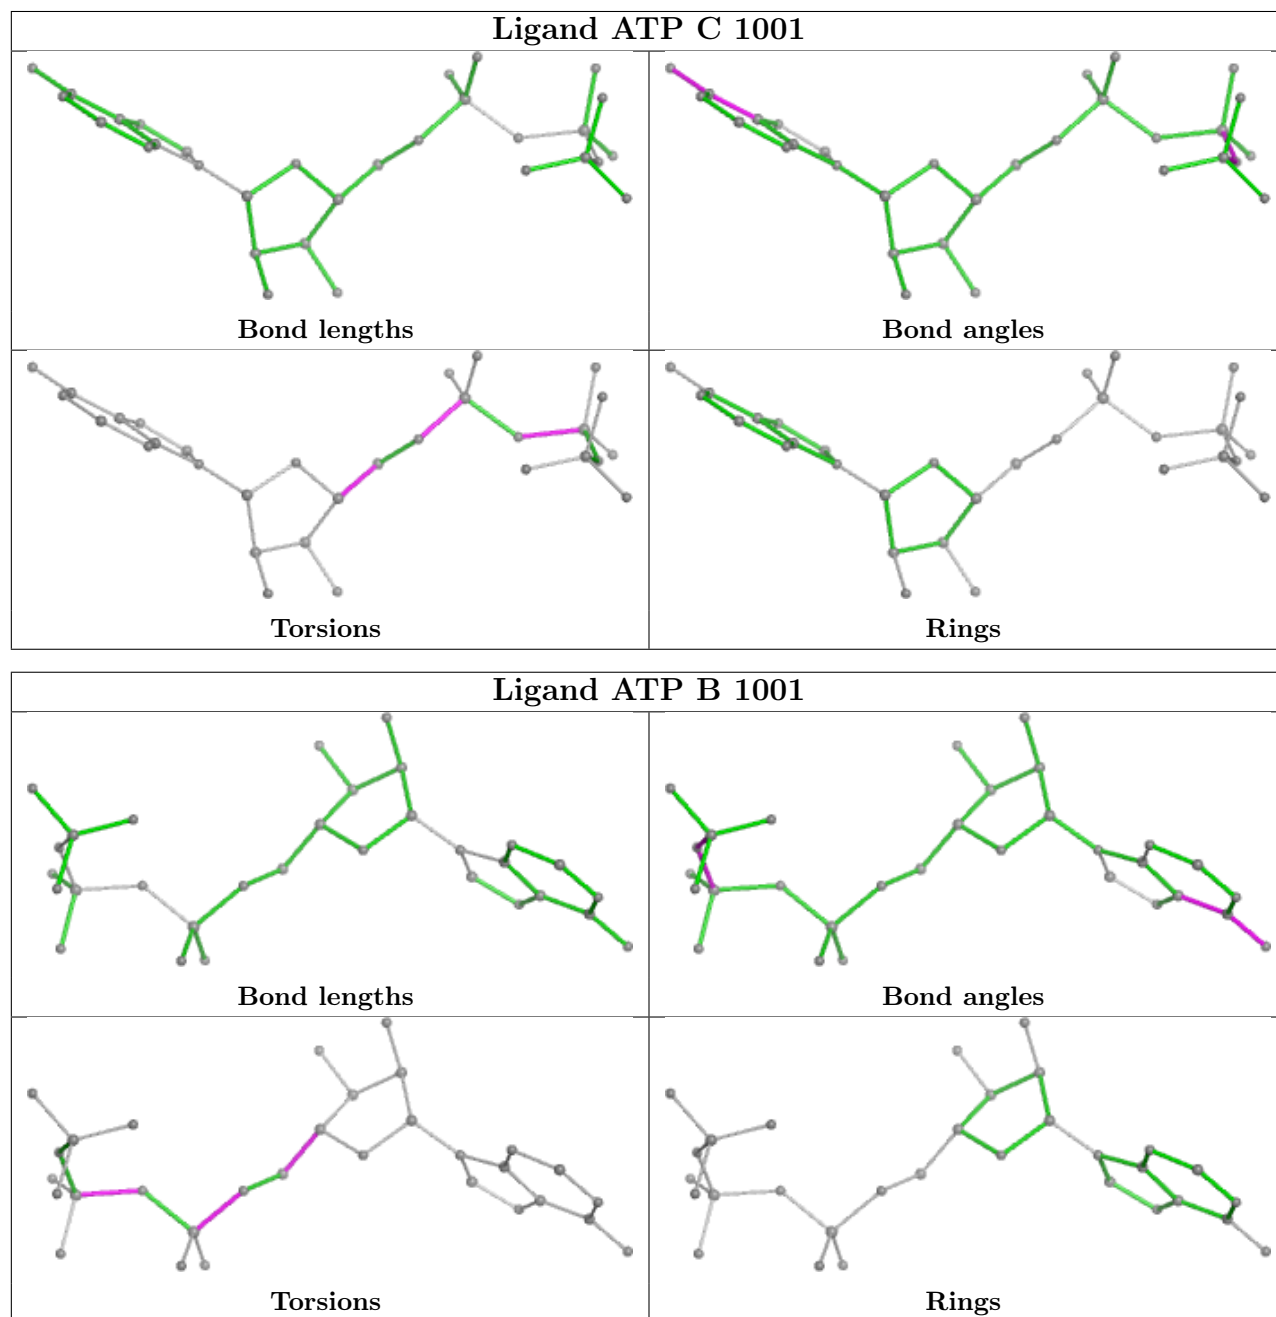 Ligand ATP C 1001
Bond lengths
Bond angles
Torsions
Rings
Ligand ATP B 1001
Bond lengths
Bond angles
Torsions
Rings